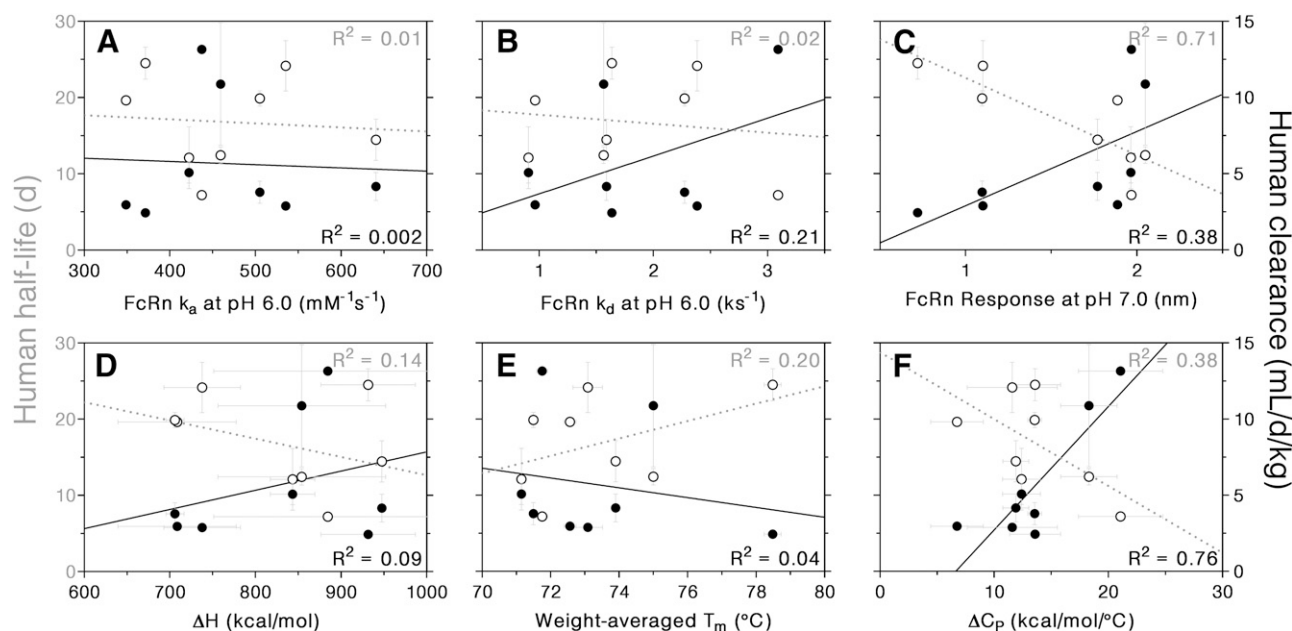 Human half-life (d)
30
20
10
0
A
R² = 0.01
R² = 0.002
300
400
500
600
700
FcRn kₐ at pH 6.0 (mM⁻¹s⁻¹)
B
R² = 0.02
R² = 0.21
1
2
3
FcRn k_d at pH 6.0 (ks⁻¹)
C
R² = 0.71
R² = 0.38
1
2
FcRn Response at pH 7.0 (nm)
15
10
5
0
Human clearance (mL/d/kg)
30
20
10
0
D
R² = 0.14
R² = 0.09
600
700
800
900
1000
ΔH (kcal/mol)
E
R² = 0.20
R² = 0.04
70
72
74
76
78
80
Weight-averaged Tₘ (°C)
F
R² = 0.38
R² = 0.76
0
10
20
30
ΔC_P (kcal/mol/°C)
15
10
5
0